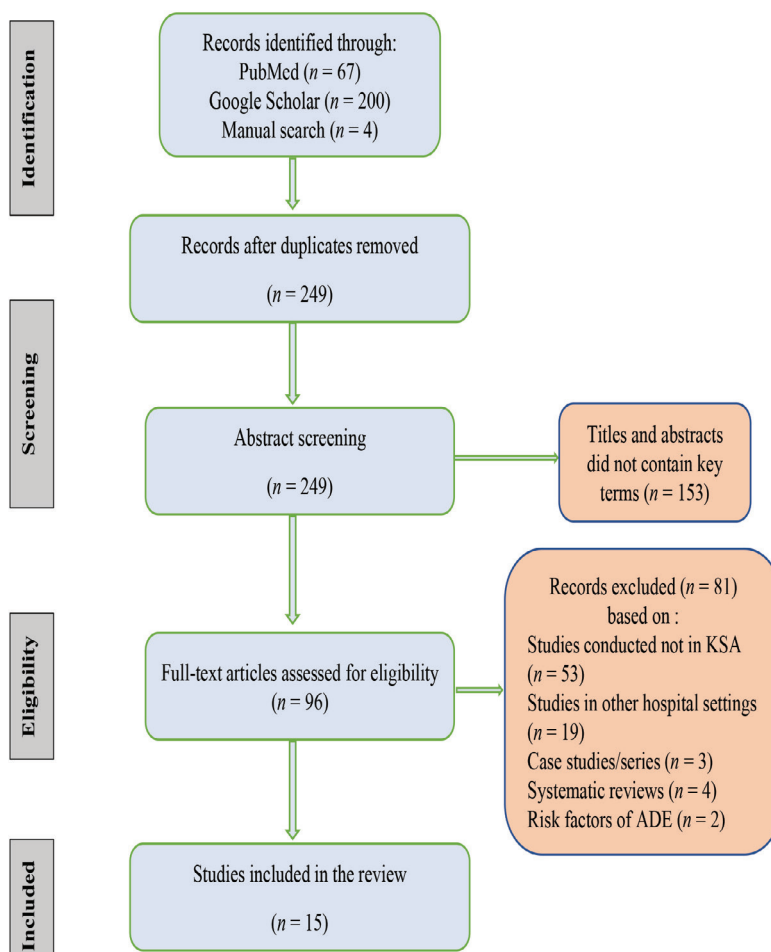 Identification
Records identified through:
PubMed (n = 67)
Google Scholar (n = 200)
Manual search (n = 4)
Records after duplicates removed
(n = 249)
Screening
Abstract screening
(n = 249)
Titles and abstracts
did not contain key
terms (n = 153)
Eligibility
Full-text articles assessed for eligibility
(n = 96)
Records excluded (n = 81)
based on :
Studies conducted not in KSA
(n = 53)
Studies in other hospital settings
(n = 19)
Case studies/series (n = 3)
Systematic reviews (n = 4)
Risk factors of ADE (n = 2)
Included
Studies included in the review
(n = 15)